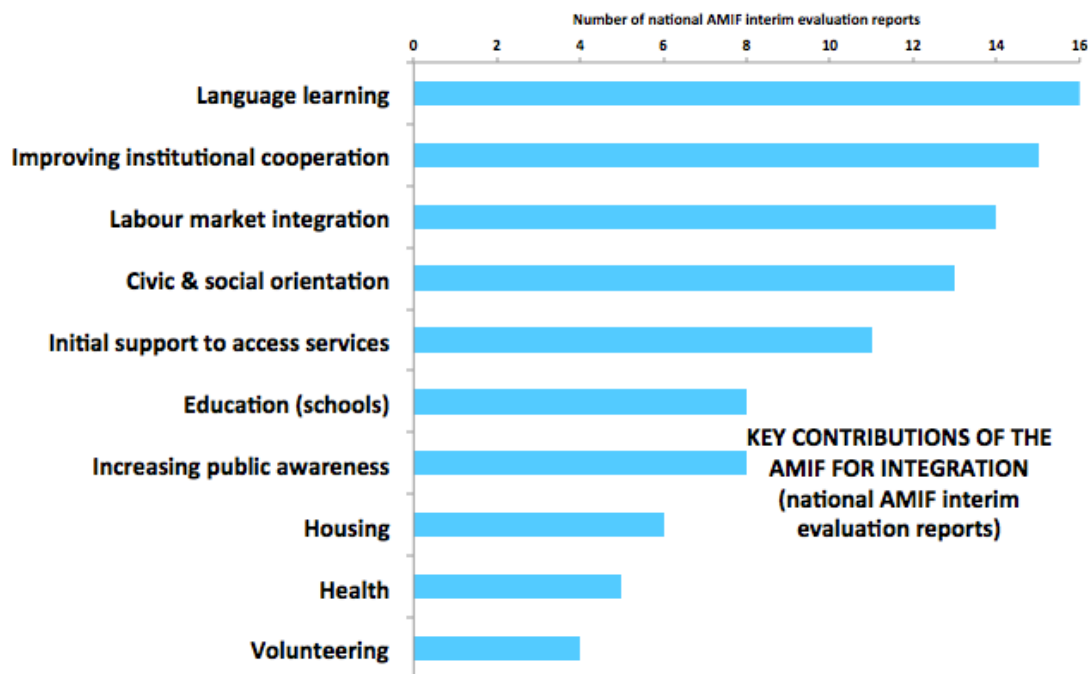 Number of national AMIF interim evaluation reports
0 2 4 6 8 10 12 14 16
Language learning
Improving institutional cooperation
Labour market integration
Civic & social orientation
Initial support to access services
Education (schools)
Increasing public awareness
Housing
Health
Volunteering
KEY CONTRIBUTIONS OF THE
AMIF FOR INTEGRATION
(national AMIF interim
evaluation reports)